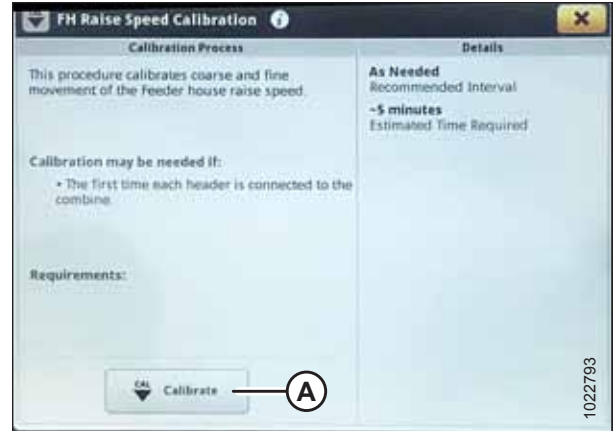 FH Raise Speed Calibration i
Calibration Process
Details
This procedure calibrates coarse and fine
movement of the Feeder house raise speed.
As Needed
Recommended Interval
~5 minutes
Estimated Time Required
Calibration may be needed if:
• The first time each header is connected to the
combine.
Requirements:
CAL Calibrate
A
1022793